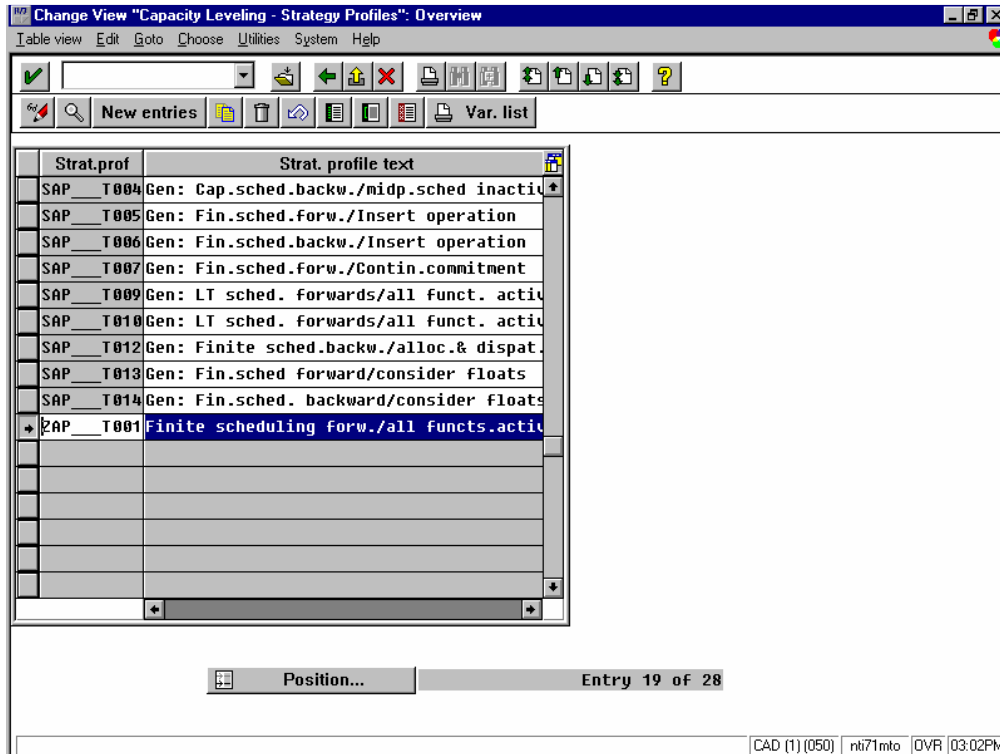 Change View "Capacity Leveling - Strategy Profiles": Overview
Table view Edit Goto Choose Utilities System Help
New entries Var. list
Strat.prof Strat. profile text
SAP___T004 Gen: Cap.sched.backw./midp.sched inactiv
SAP___T005 Gen: Fin.sched.forw./Insert operation
SAP___T006 Gen: Fin.sched.backw./Insert operation
SAP___T007 Gen: Fin.sched.forw./Contin.commitment
SAP___T009 Gen: LT sched. forwards/all funct. activ
SAP___T010 Gen: LT sched. forwards/all funct. activ
SAP___T012 Gen: Finite sched.backw./alloc.& dispat.
SAP___T013 Gen: Fin.sched forward/consider floats
SAP___T014 Gen: Fin.sched. backward/consider floats
ZAP___T001 Finite scheduling forw./all functs.activ
Position... Entry 19 of 28
CAD (1) (050) nti71mto OVR 03:02PM